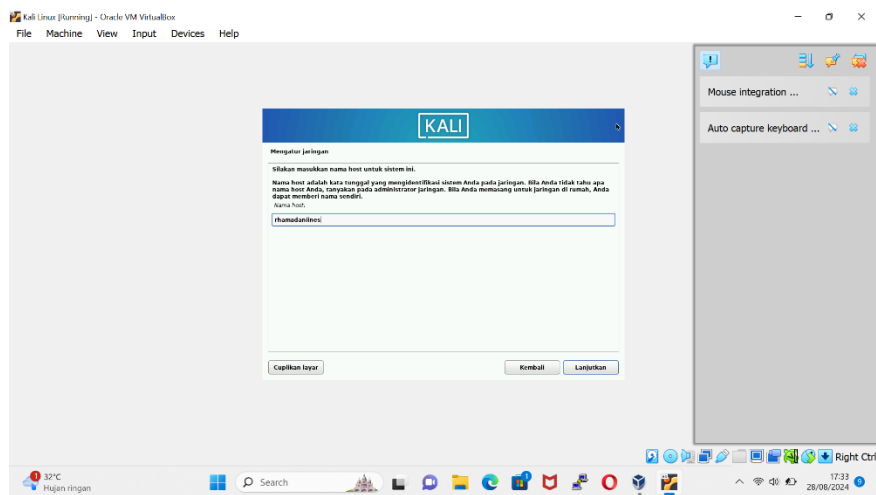 Kali Linux [Running] - Oracle VM VirtualBox
File Machine View Input Devices Help
Mouse integration ...
Auto capture keyboard ...
KALI
Mengatur jaringan
Silakan masukkan nama host untuk sistem ini.
Nama host adalah kata tunggal yang mengidentifikasi sistem Anda pada jaringan. Bila Anda tidak tahu apa
nama host Anda, tanyakan pada administrator jaringan. Bila Anda memasang untuk jaringan di rumah, Anda
dapat memberi nama sendiri.
Nama host:
rhamadanlines
Cuplikan layar
Kembali
Lanjutkan
Right Ctrl
1
32°C
Hujan ringan
Search
17:33
28/08/2024
9